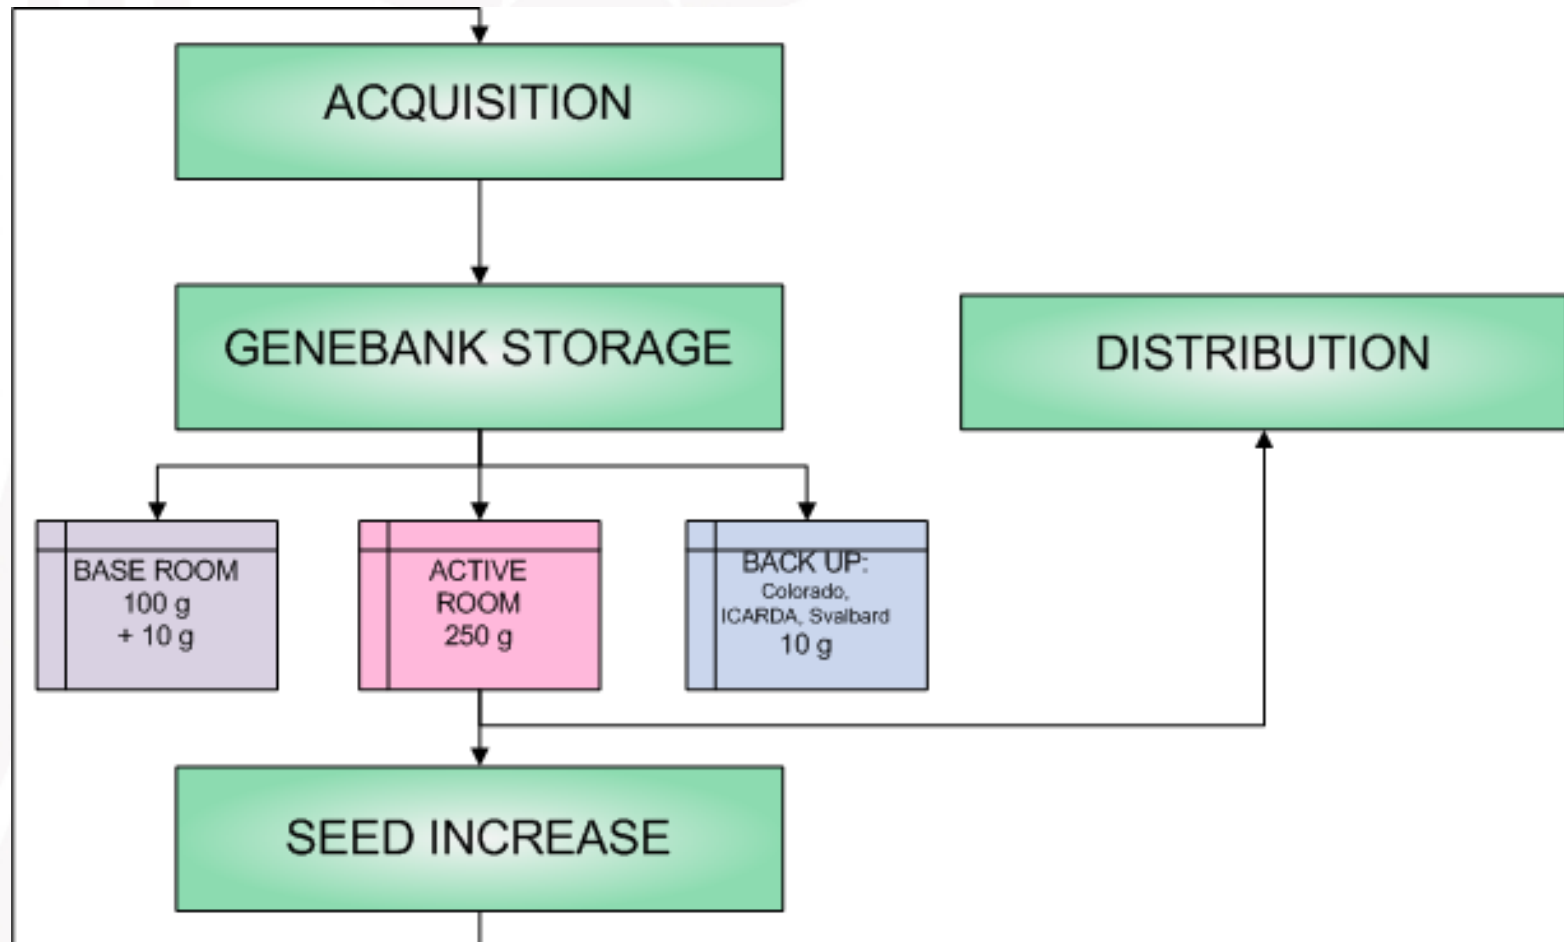 ACQUISITION
GENEBANK STORAGE
DISTRIBUTION
BASE ROOM
100 g
+ 10 g
ACTIVE
ROOM
250 g
BACK UP:
Colorado,
ICARDA, Svalbard
10 g
SEED INCREASE